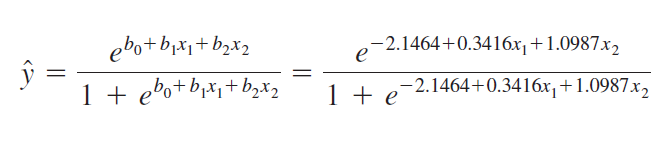 ŷ = e^{b₀+b₁x₁+b₂x₂} / (1 + e^{b₀+b₁x₁+b₂x₂}) = e^{−2.1464+0.3416x₁+1.0987x₂} / (1 + e^{−2.1464+0.3416x₁+1.0987x₂})